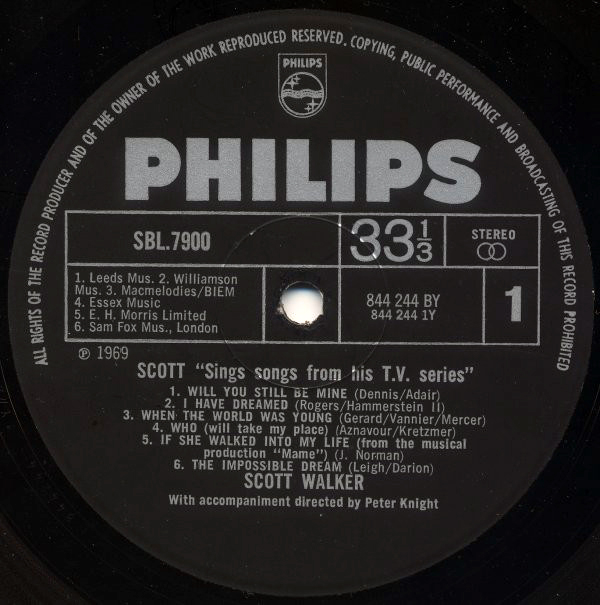 ALL RIGHTS OF THE RECORD PRODUCER AND OF THE OWNER OF THE WORK REPRODUCED RESERVED. COPYING, PUBLIC PERFORMANCE AND BROADCASTING OF THIS RECORD PROHIBITED
PHILIPS
PHILIPS
SBL.7900
33 1/3
STEREO
1. Leeds Mus. 2. Williamson
Mus. 3. Macmelodies/BIEM
4. Essex Music
5. E. H. Morris Limited
6. Sam Fox Mus., London
844 244 BY
844 244 1Y
1
℗ 1969
SCOTT "Sings songs from his T.V. series"
1. WILL YOU STILL BE MINE (Dennis/Adair)
2. I HAVE DREAMED (Rogers/Hammerstein II)
3. WHEN THE WORLD WAS YOUNG (Gerard/Vannier/Mercer)
4. WHO (will take my place) (Aznavour/Kretzmer)
5. IF SHE WALKED INTO MY LIFE (from the musical
production "Mame") (J. Norman)
6. THE IMPOSSIBLE DREAM (Leigh/Darion)
SCOTT WALKER
With accompaniment directed by Peter Knight